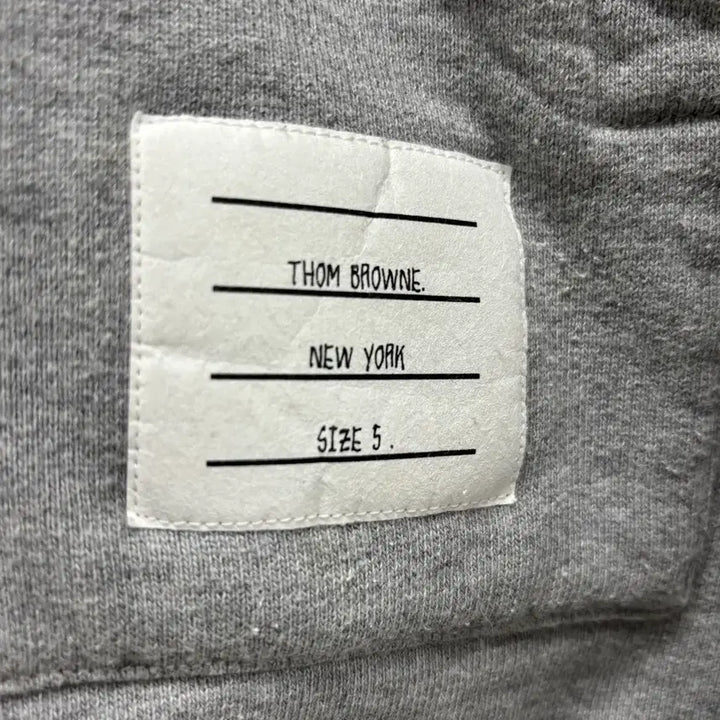 THOM BROWNE.
NEW YORK
SIZE 5.